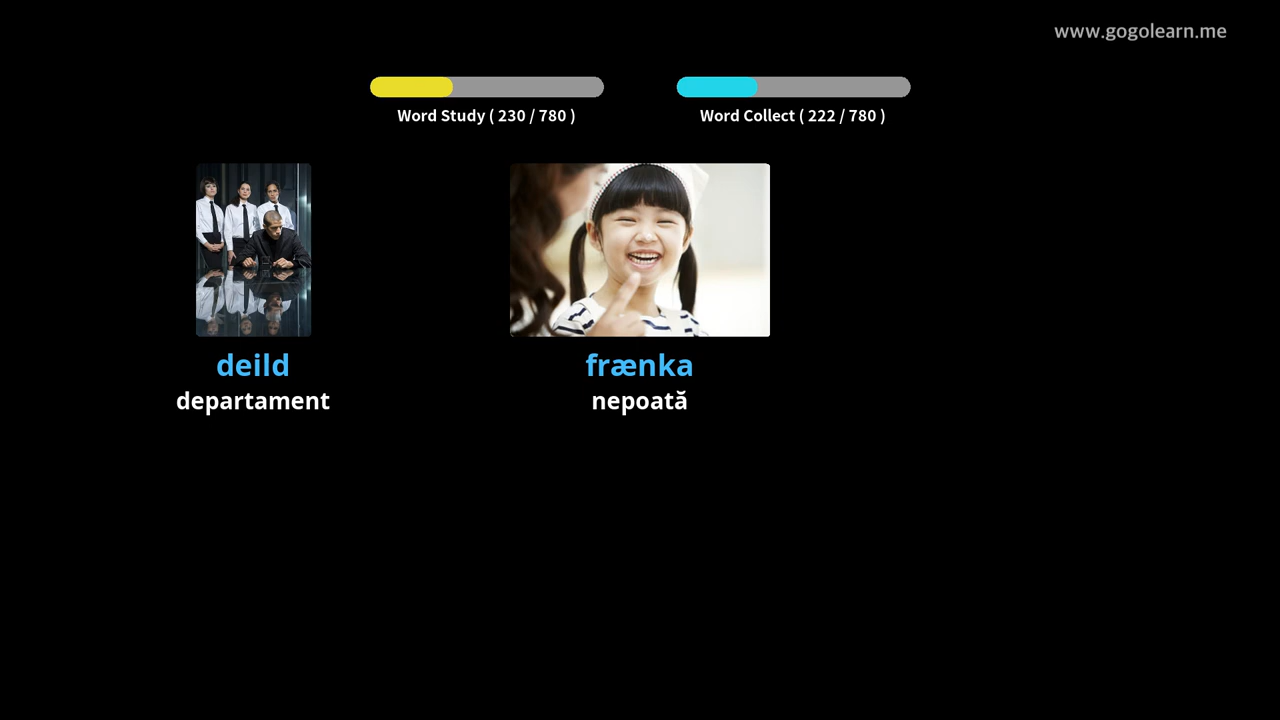 www.gogolearn.me
Word Study ( 230 / 780 )
Word Collect ( 222 / 780 )
deild
departament
frænka
nepoată